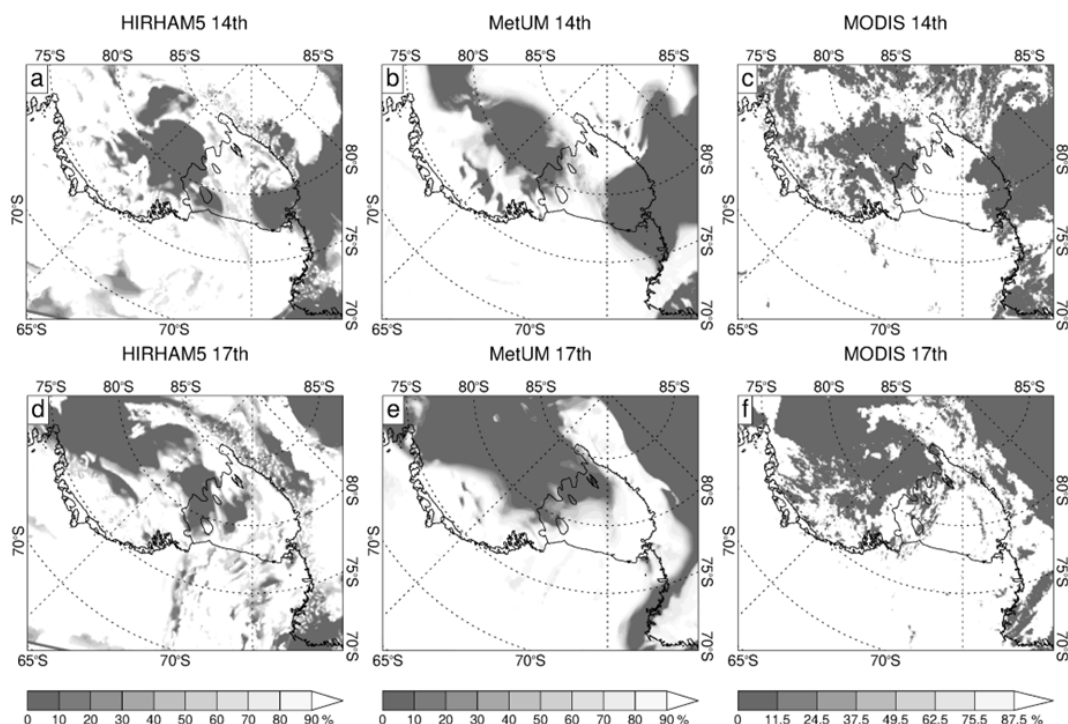 HIRHAM5 14th MetUM 14th MODIS 14th
75°S 80°S 85°S 85°S 75°S 80°S 85°S 85°S 75°S 80°S 85°S 85°S
a b c
80°S 80°S 80°S
70°S 75°S 70°S 75°S 70°S 75°S
70°S 70°S 70°S
65°S 70°S 65°S 70°S 65°S 70°S
HIRHAM5 17th MetUM 17th MODIS 17th
75°S 80°S 85°S 85°S 75°S 80°S 85°S 85°S 75°S 80°S 85°S 85°S
d e f
80°S 80°S 80°S
70°S 75°S 70°S 75°S 70°S 75°S
70°S 70°S 70°S
65°S 70°S 65°S 70°S 65°S 70°S
0 10 20 30 40 50 60 70 80 90 % 0 10 20 30 40 50 60 70 80 90 % 0 11.5 24.5 37.5 49.5 62.5 75.5 87.5 %